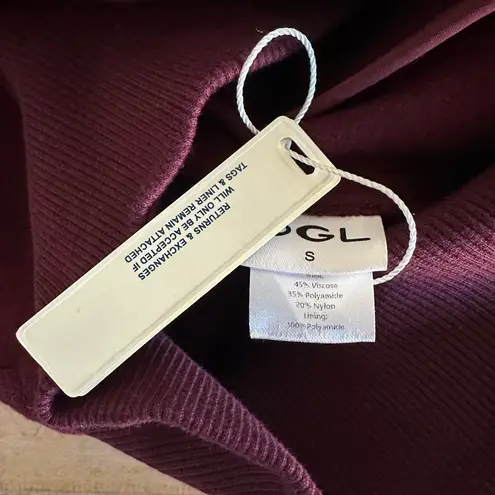 RETURNS & EXCHANGES
WILL ONLY BE ACCEPTED IF
TAGS & LINER REMAIN ATTACHED
S
45% Viscose
35% Polyamide
20% Nylon
Lining:
100% Polyamide